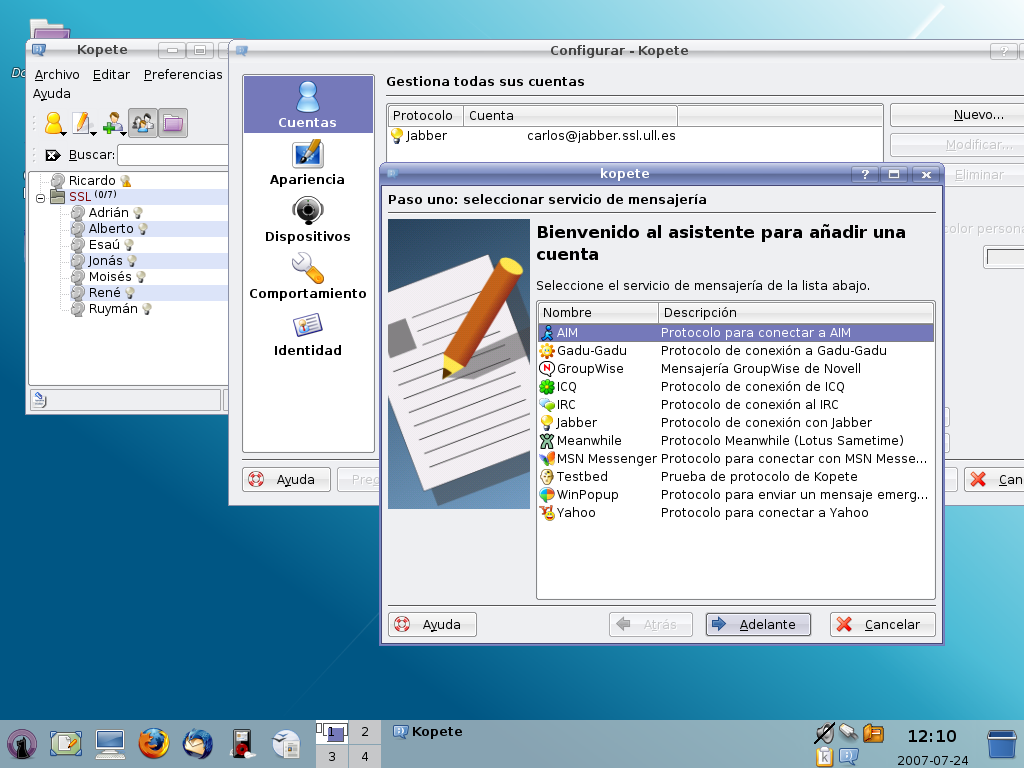 Kopete
Archivo Editar Preferencias
Ayuda
Buscar:
Ricardo
SSL (0/7)
Adrián
Alberto
Esaú
Jonás
Moisés
René
Ruymán
Configurar - Kopete
Cuentas
Apariencia
Dispositivos
Comportamiento
Identidad
Gestiona todas sus cuentas
Protocolo Cuenta
Jabber carlos@jabber.ssl.ull.es
Nuevo...
Modificar...
Eliminar
color persona
Ayuda
Pred
Can
kopete
Paso uno: seleccionar servicio de mensajería
Bienvenido al asistente para añadir una
cuenta
Seleccione el servicio de mensajería de la lista abajo.
Nombre Descripción
AIM Protocolo para conectar a AIM
Gadu-Gadu Protocolo de conexión a Gadu-Gadu
GroupWise Mensajería GroupWise de Novell
ICQ Protocolo de conexión de ICQ
IRC Protocolo de conexión al IRC
Jabber Protocolo de conexión con Jabber
Meanwhile Protocolo Meanwhile (Lotus Sametime)
MSN Messenger Protocolo para conectar con MSN Messe...
Testbed Prueba de protocolo de Kopete
WinPopup Protocolo para enviar un mensaje emerg...
Yahoo Protocolo para conectar a Yahoo
Ayuda Atrás Adelante Cancelar
1 2
3 4
Kopete
12:10
2007-07-24